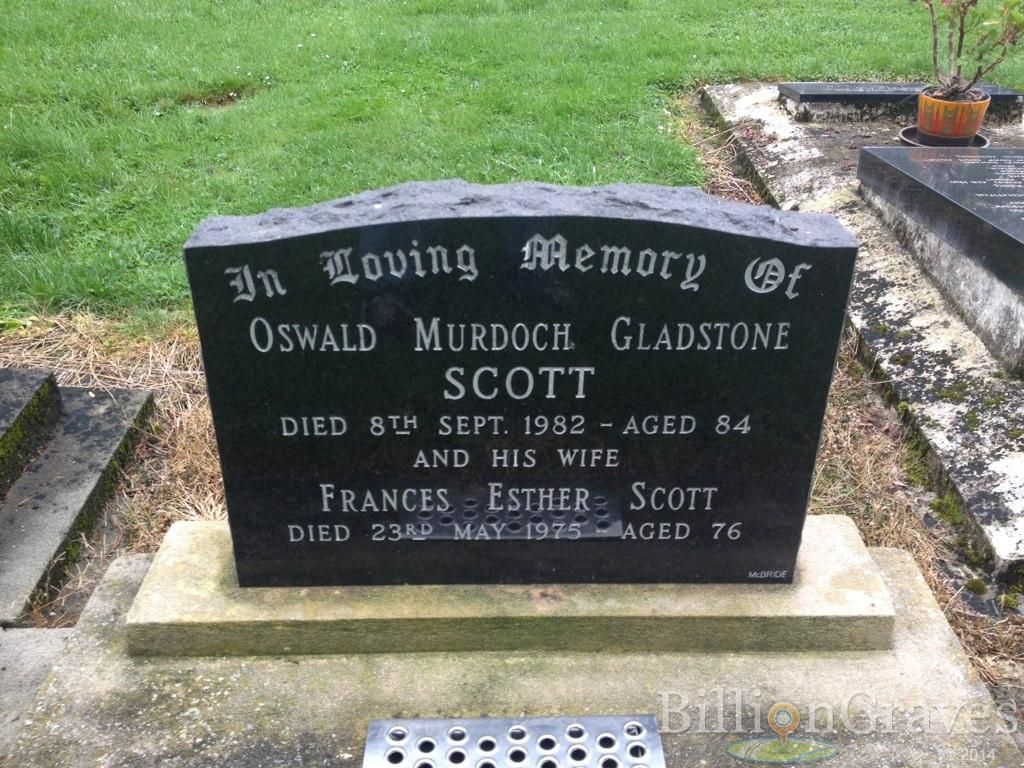 In Loving Memory Of
OSWALD MURDOCH GLADSTONE
SCOTT
DIED 8TH SEPT. 1982 - AGED 84
AND HIS WIFE
FRANCES ESTHER SCOTT
DIED 23RD MAY 1975 AGED 76
McBRIDE
BillionGraves
© 2014